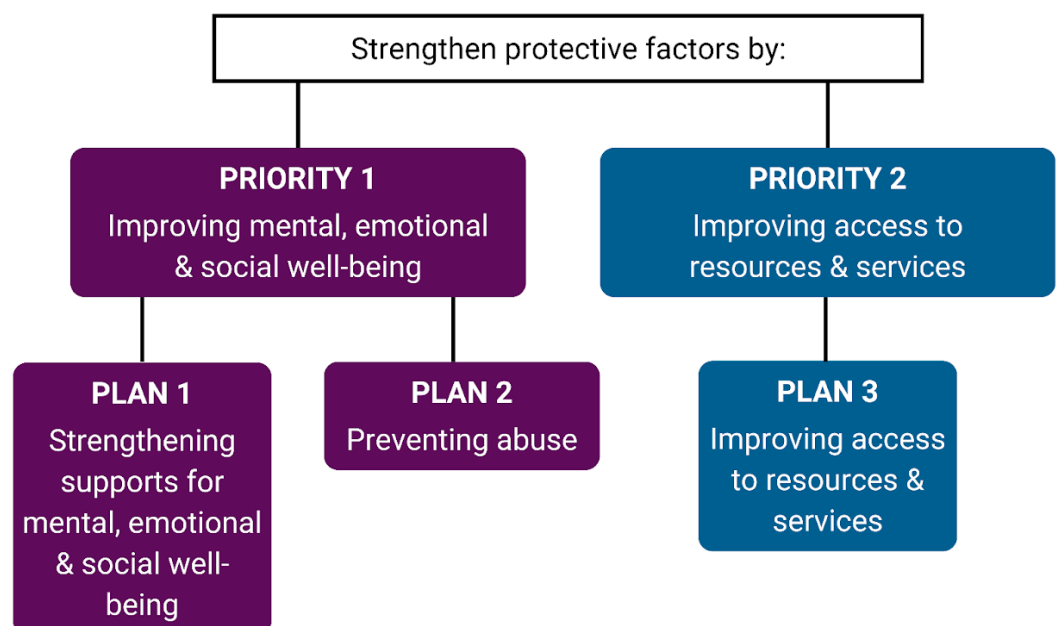 Strengthen protective factors by:
PRIORITY 1
Improving mental, emotional
& social well-being
PRIORITY 2
Improving access to
resources & services
PLAN 1
Strengthening
supports for
mental, emotional
& social well-
being
PLAN 2
Preventing abuse
PLAN 3
Improving access
to resources &
services